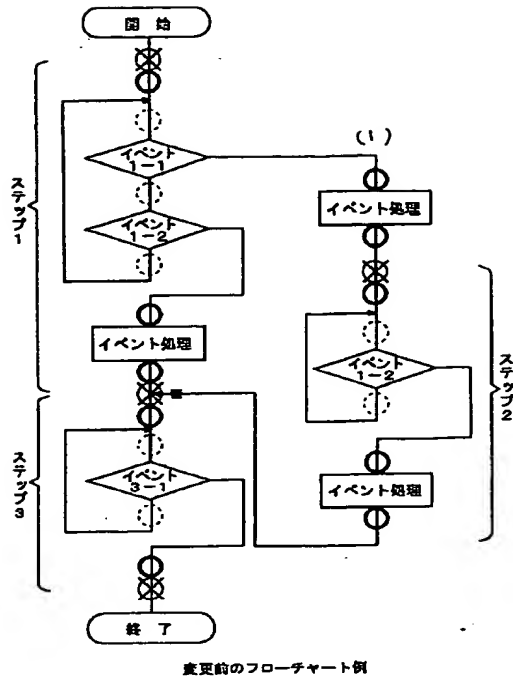 開始
(1)
イベント
1-1
イベント処理
イベント
1-2
ステップ1
イベント処理
イベント
1-2
ステップ2
イベント
3-1
ステップ3
イベント処理
終了
変更前のフローチャート例